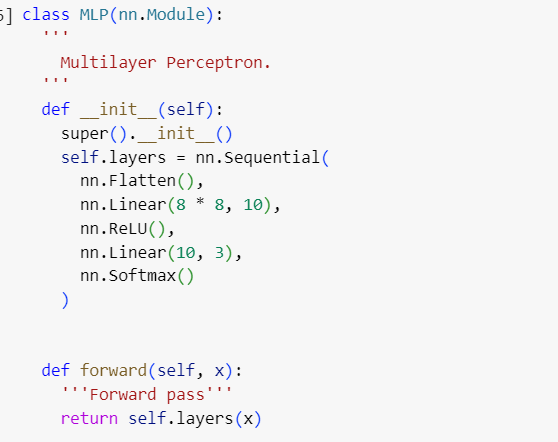 5] class MLP(nn.Module):
'''
Multilayer Perceptron.
'''
def __init__(self):
super().__init__()
self.layers = nn.Sequential(
nn.Flatten(),
nn.Linear(8 * 8, 10),
nn.ReLU(),
nn.Linear(10, 3),
nn.Softmax()
)
def forward(self, x):
'''Forward pass'''
return self.layers(x)